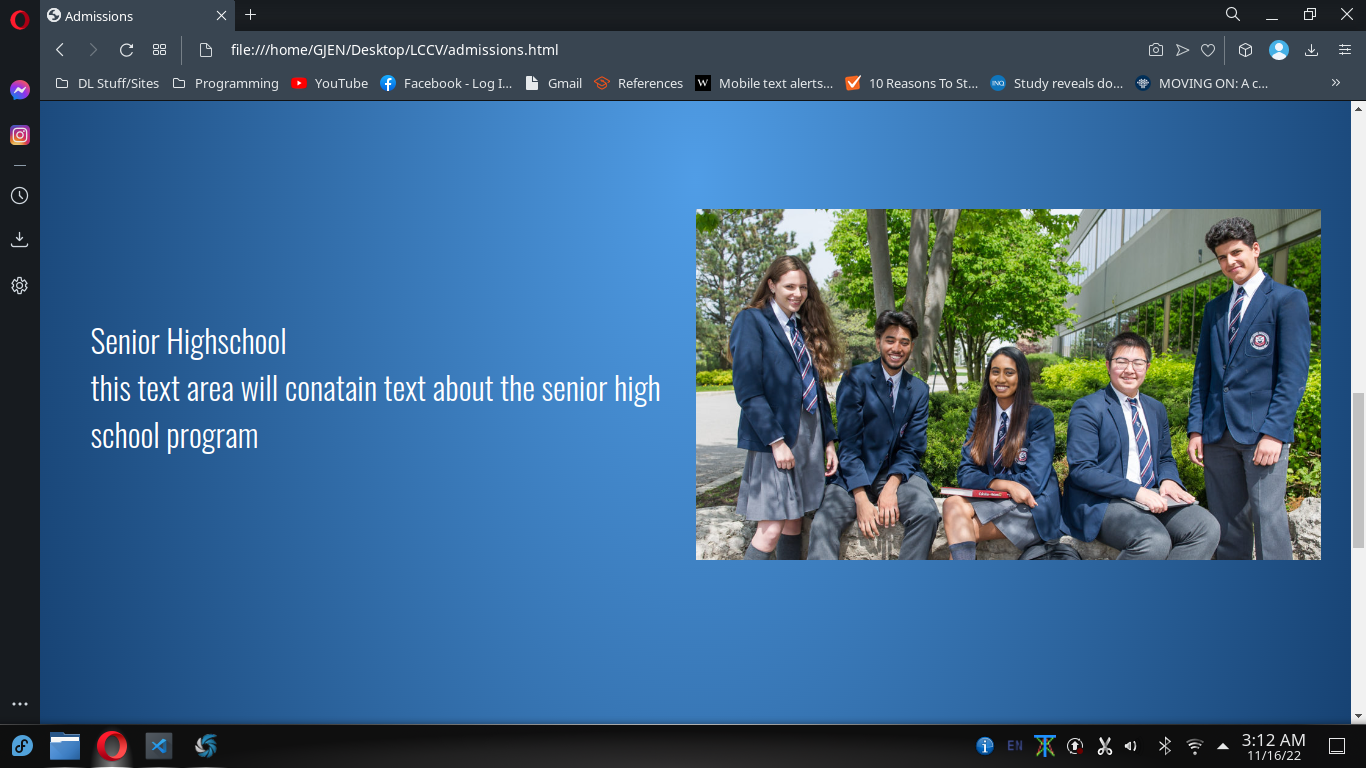 Admissions
file:///home/GJEN/Desktop/LCCV/admissions.html
DL Stuff/Sites Programming YouTube Facebook - Log I... Gmail References W Mobile text alerts... 10 Reasons To St... INQ Study reveals do... MOVING ON: A c... »
Senior Highschool
this text area will conatain text about the senior high
school program
EN 3:12 AM
11/16/22